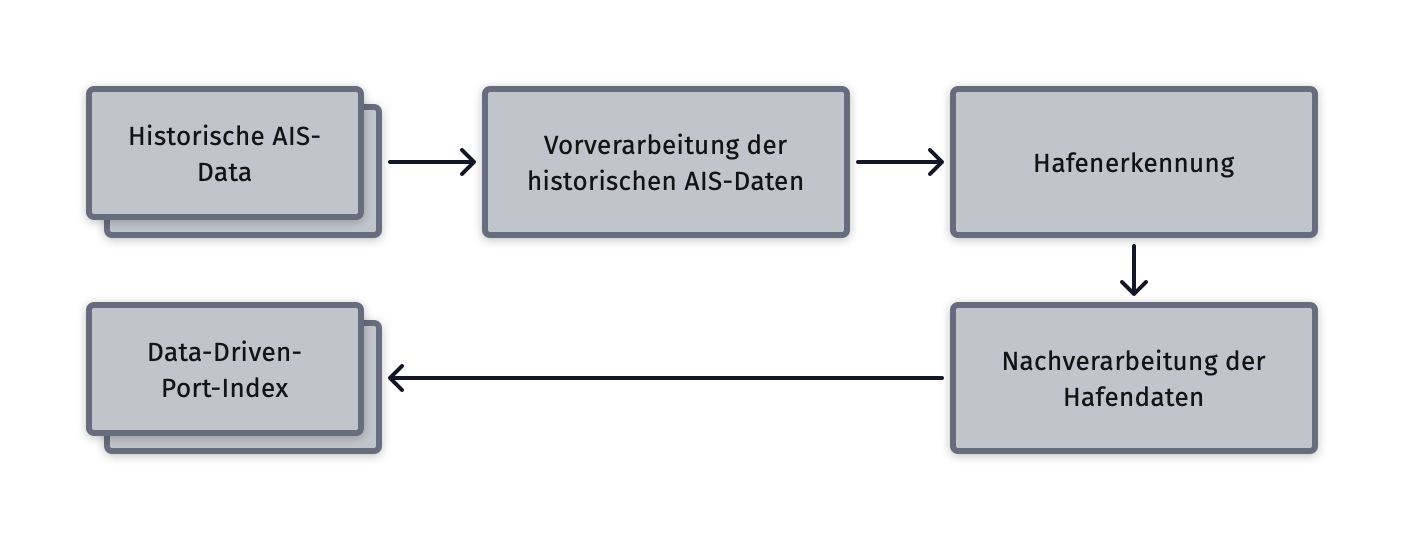 Historische AIS-
Data
Vorverarbeitung der
historischen AIS-Daten
Hafenerkennung
Nachverarbeitung der
Hafendaten
Data-Driven-
Port-Index